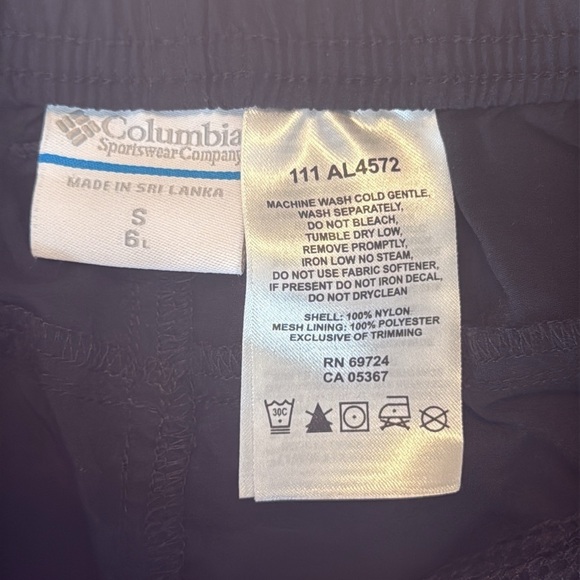 Columbia
Sportswear Company
MADE IN SRI LANKA
S
6L
111 AL4572
MACHINE WASH COLD GENTLE,
WASH SEPARATELY,
DO NOT BLEACH,
TUMBLE DRY LOW,
REMOVE PROMPTLY,
IRON LOW NO STEAM,
DO NOT USE FABRIC SOFTENER,
IF PRESENT DO NOT IRON DECAL,
DO NOT DRYCLEAN
SHELL: 100% NYLON
MESH LINING: 100% POLYESTER
EXCLUSIVE OF TRIMMING
RN 69724
CA 05367
30C